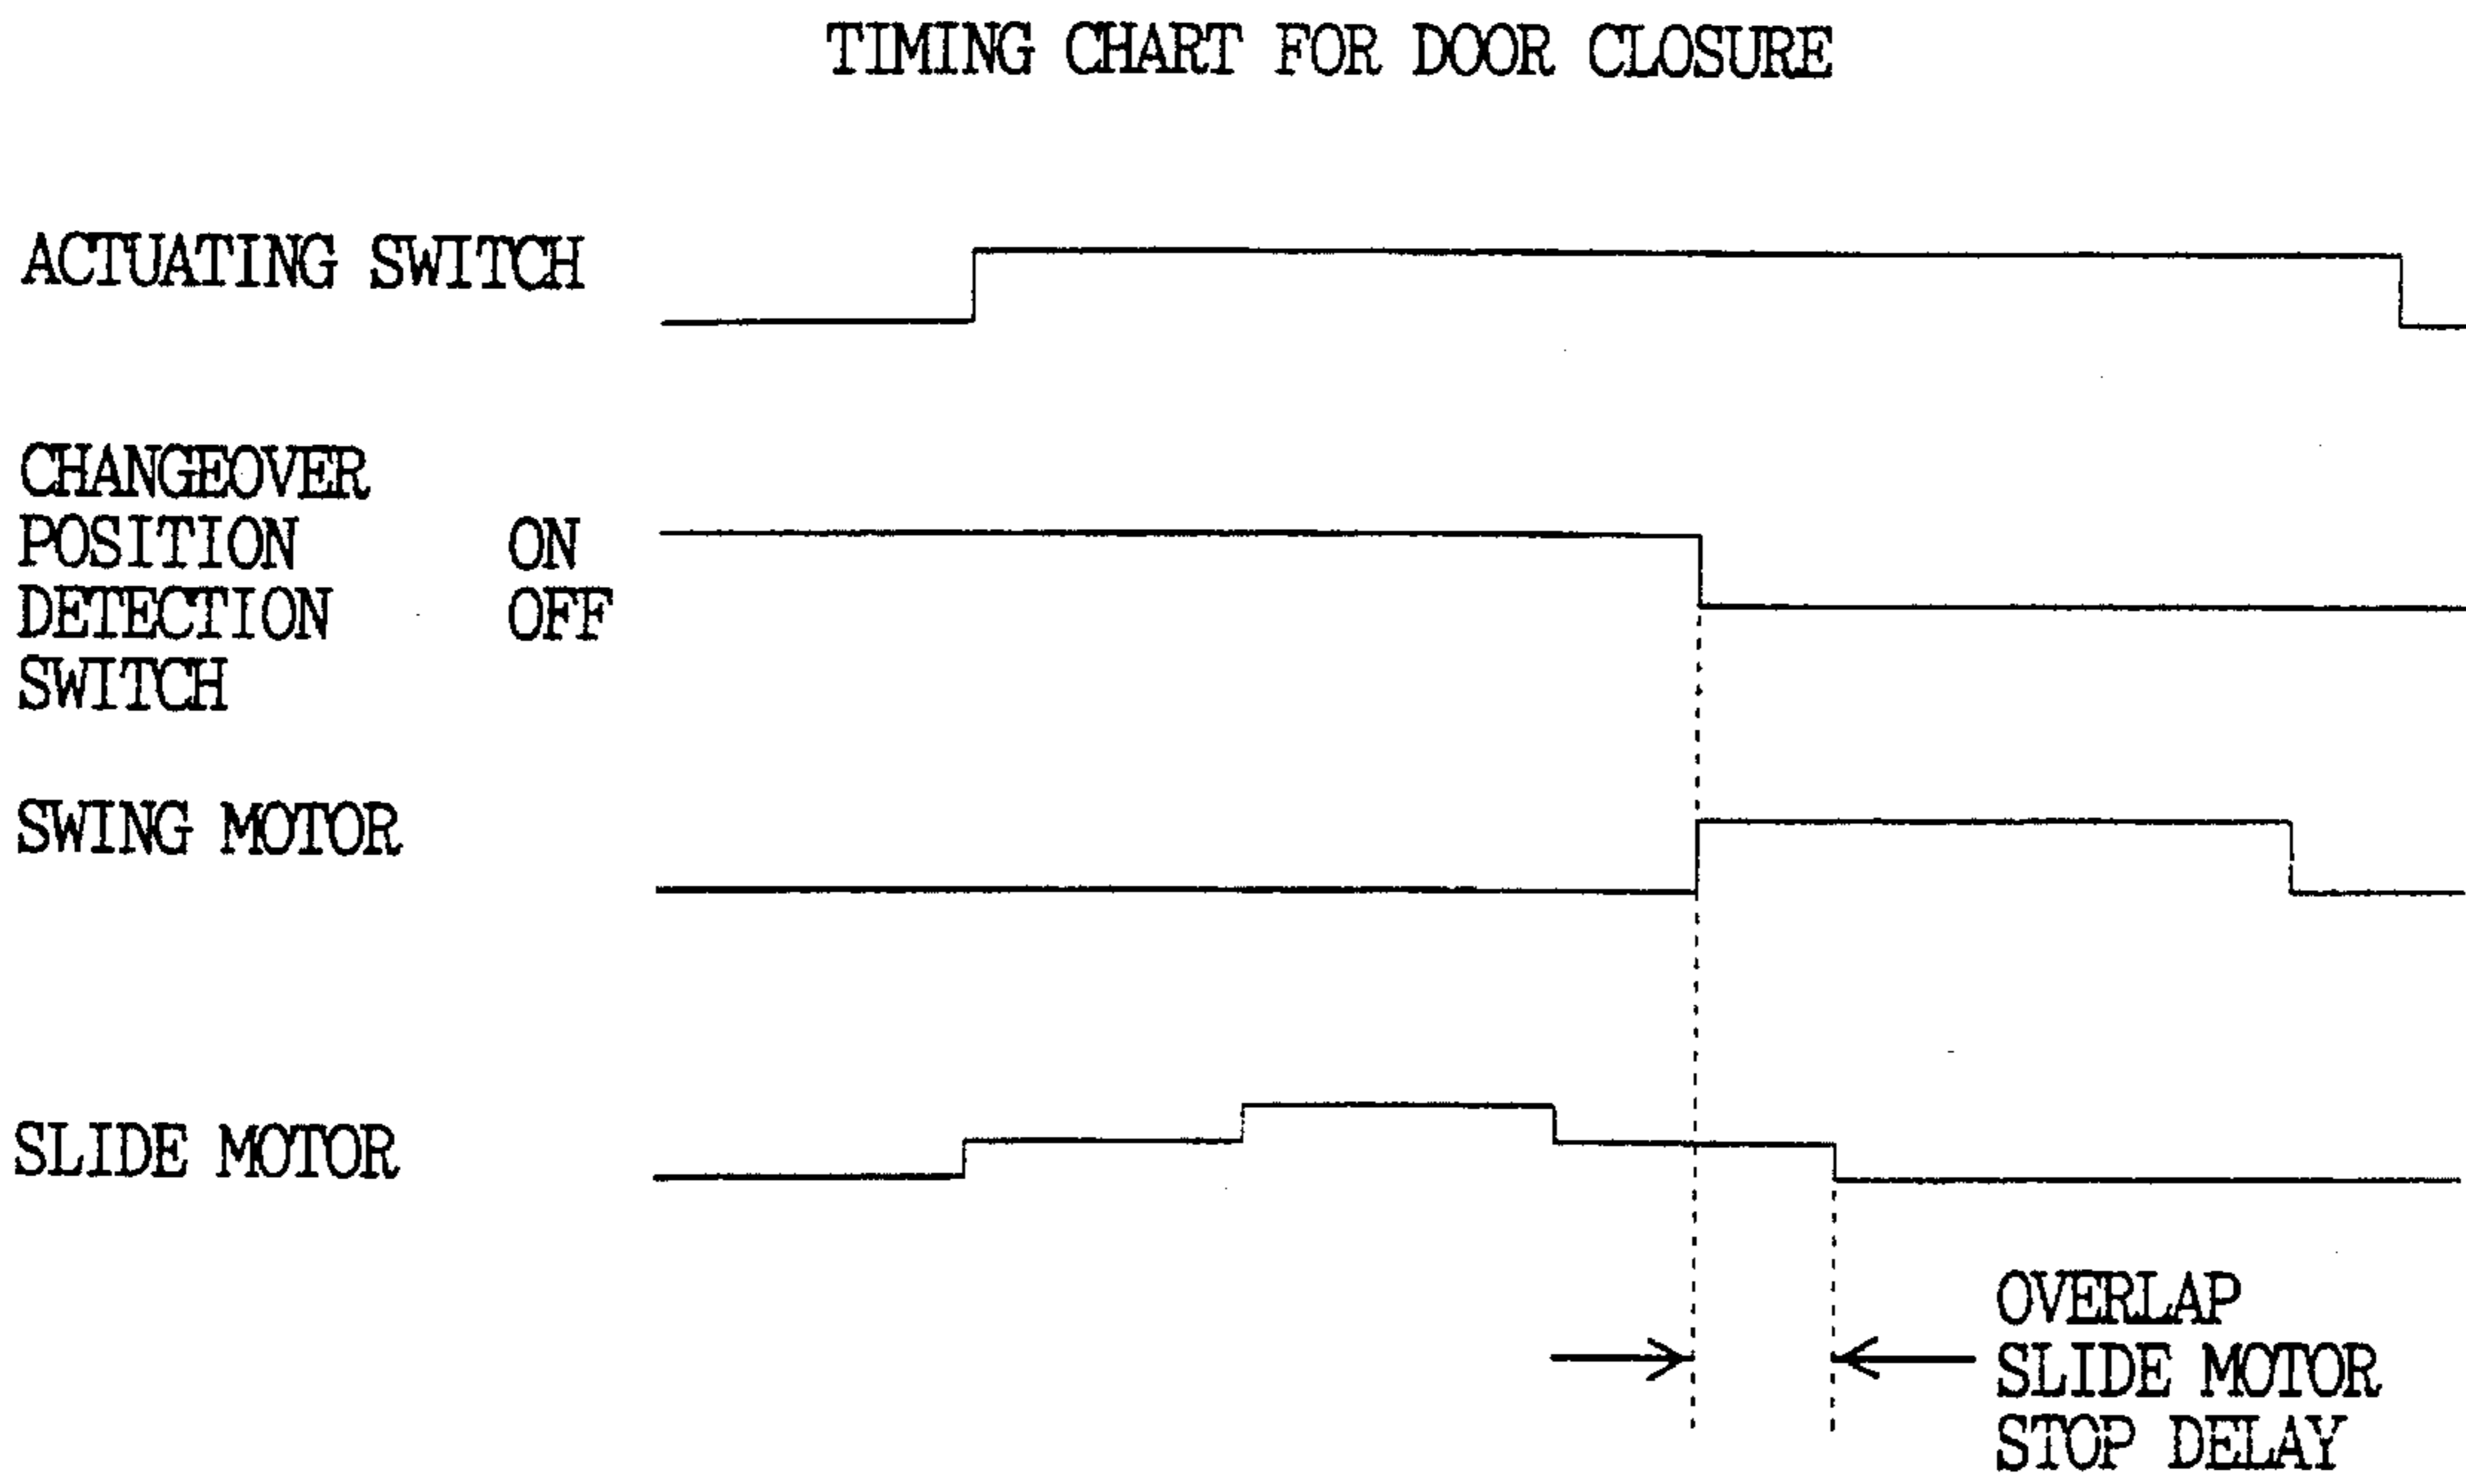 TIMING CHART FOR DOOR CLOSURE
ACTUATING SWITCH
CHANGEOVER
POSITION ON
DETECTION OFF
SWITCH
SWING MOTOR
SLIDE MOTOR
OVERLAP
SLIDE MOTOR
STOP DELAY